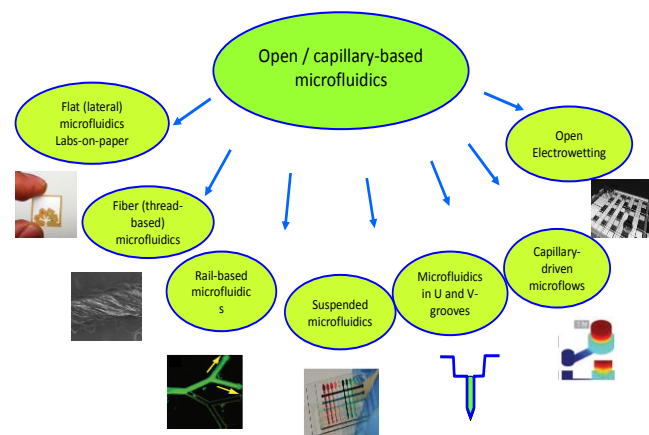 Open / capillary-based
microfluidics
Flat (lateral)
microfluidics
Labs-on-paper
Open
Electrowetting
Fiber (thread-
based)
microfluidics
Rail-based
microfluidic
s
Suspended
microfluidics
Microfluidics
in U and V-
grooves
Capillary-
driven
microflows